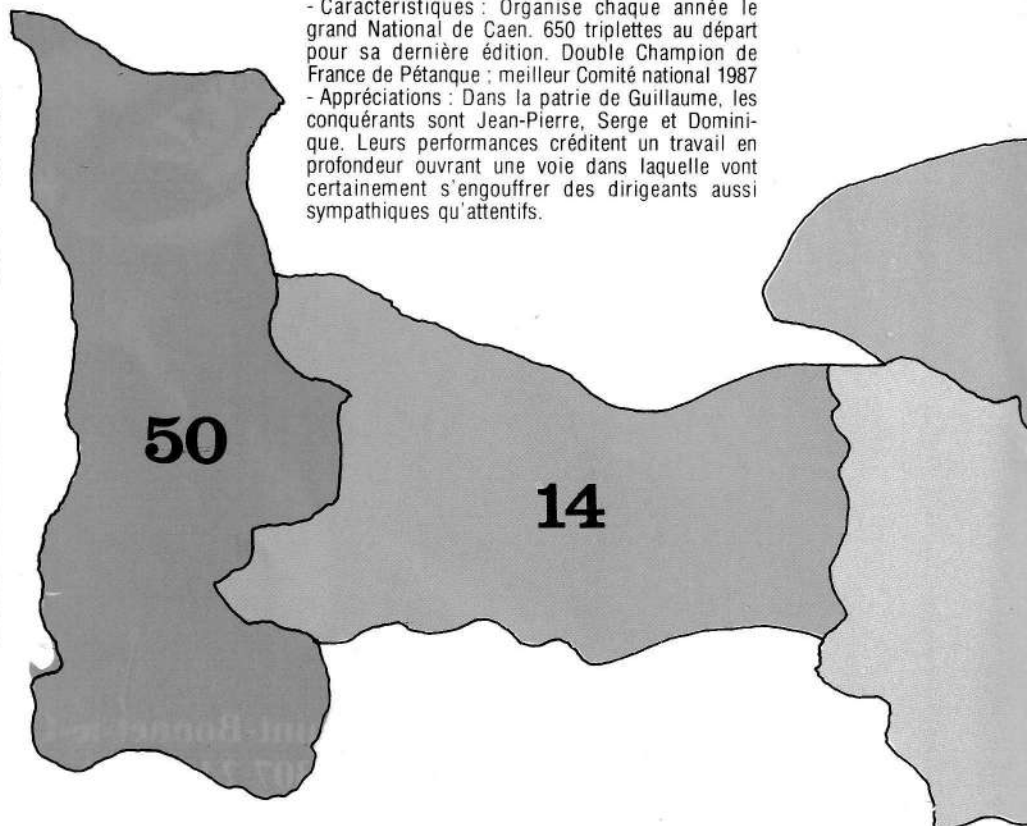 - Caractéristiques : Organise chaque année le
grand National de Caen. 650 triplettes au départ
pour sa dernière édition. Double Champion de
France de Pétanque ; meilleur Comité national 1987
- Appréciations : Dans la patrie de Guillaume, les
conquérants sont Jean-Pierre, Serge et Domini-
que. Leurs performances créditent un travail en
profondeur ouvrant une voie dans laquelle vont
certainement s'engouffrer des dirigeants aussi
sympathiques qu'attentifs.
50
14